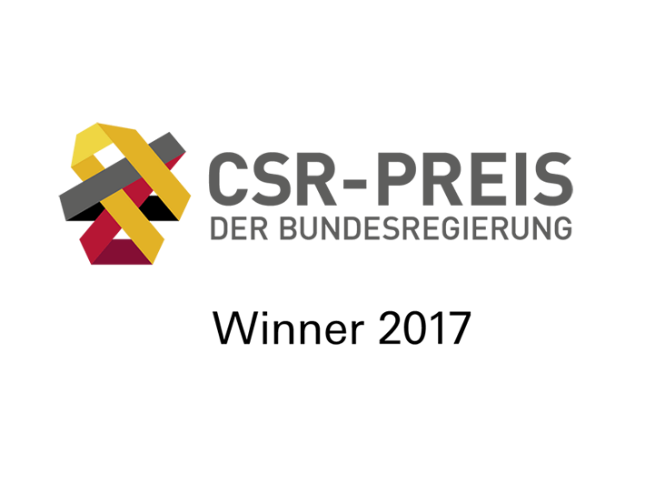 CSR-PREIS
DER BUNDESREGIERUNG
Winner 2017